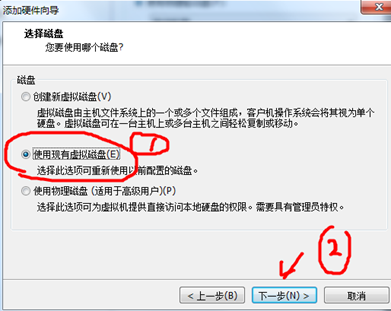 添加硬件向导
选择磁盘
您要使用哪个磁盘?
磁盘
创建新虚拟磁盘(V)
虚拟磁盘由主机文件系统上的一个或多个文件组成，客户机操作系统会将其视为单个
硬盘。虚拟磁盘可在一台主机上或多台主机之间轻松复制或移动。
使用现有虚拟磁盘(E)
1
选择此选项可重新使用以前配置的磁盘。
使用物理磁盘 (适用于高级用户)(P)
选择此选项可为虚拟机提供直接访问本地硬盘的权限。需要具有管理员特权。
2
< 上一步(B)
下一步(N) >
取消